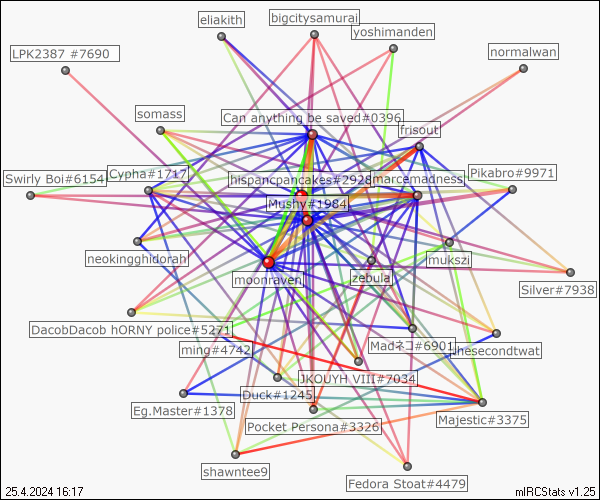 eliakith
bigcitysamurai
yoshimanden
LPK2387 #7690
normalwan
somass
Can anything be saved#0396
frisout
Swirly Boi#6154
Cypha#1717
hispancpancakes#2928
marcemadness
Pikabro#9971
Mushy#1984
neokingghidorah
moonraven
zebula
mukszi
Silver#7938
DacobDacob hORNY police#5271
ming#4742
Madネコ#6901
thesecondtwat
JKOUYH VIII#7034
Duck#1245
Eg.Master#1378
Pocket Persona#3326
Majestic#3375
shawntee9
Fedora Stoat#4479
25.4.2024 16:17
mIRCStats v1.25